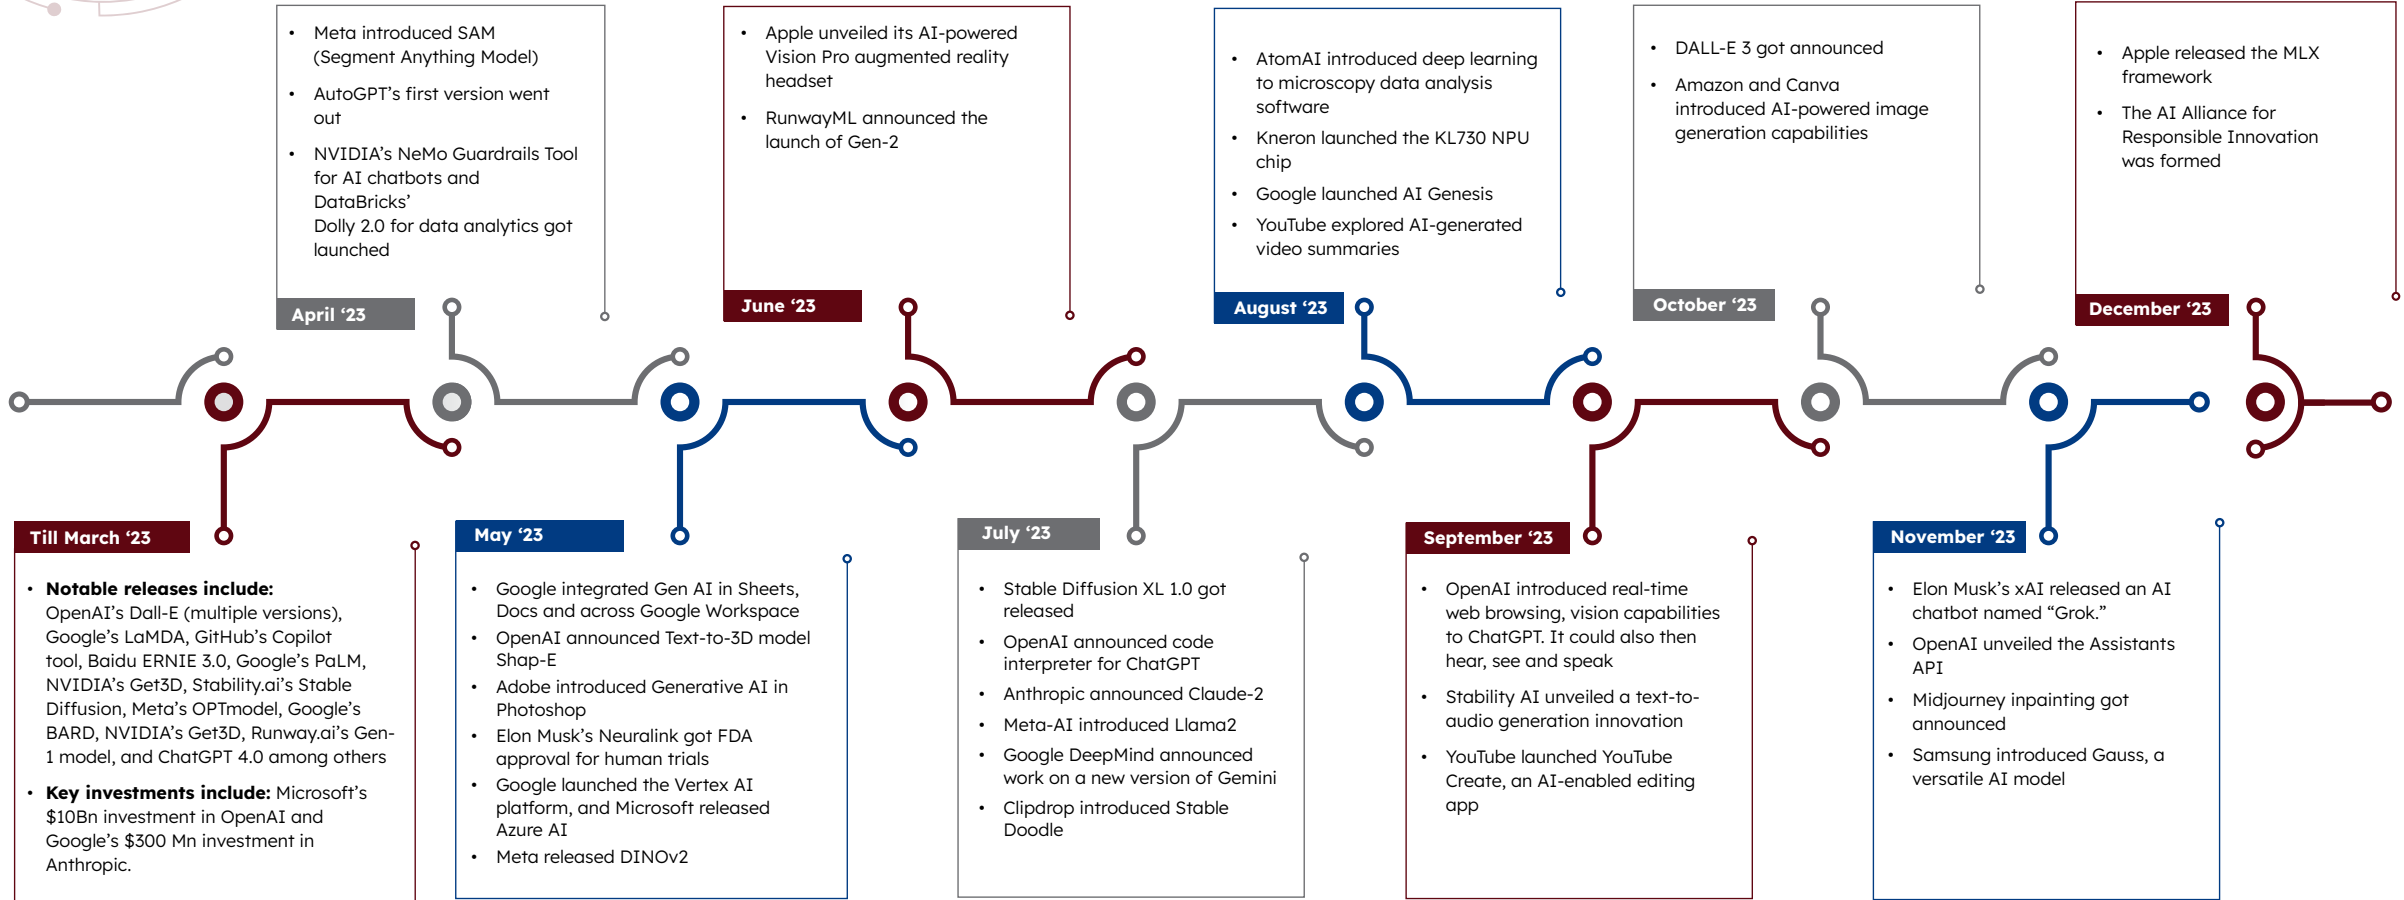 • Meta introduced SAM
(Segment Anything Model)
• AutoGPT’s first version went
out
• NVIDIA’s NeMo Guardrails Tool
for AI chatbots and
DataBricks’
Dolly 2.0 for data analytics got
launched
April ‘23
• Apple unveiled its AI-powered
Vision Pro augmented reality
headset
• RunwayML announced the
launch of Gen-2
June ‘23
• AtomAI introduced deep learning
to microscopy data analysis
software
• Kneron launched the KL730 NPU
chip
• Google launched AI Genesis
• YouTube explored AI-generated
video summaries
August ‘23
• DALL-E 3 got announced
• Amazon and Canva
introduced AI-powered image
generation capabilities
October ‘23
• Apple released the MLX
framework
• The AI Alliance for
Responsible Innovation
was formed
December ‘23
Till March ‘23
• Notable releases include:
OpenAI’s Dall-E (multiple versions),
Google’s LaMDA, GitHub’s Copilot
tool, Baidu ERNIE 3.0, Google’s PaLM,
NVIDIA’s Get3D, Stability.ai’s Stable
Diffusion, Meta’s OPTmodel, Google’s
BARD, NVIDIA’s Get3D, Runway.ai’s Gen-
1 model, and ChatGPT 4.0 among others
• Key investments include: Microsoft’s
$10Bn investment in OpenAI and
Google’s $300 Mn investment in
Anthropic.
May ‘23
• Google integrated Gen AI in Sheets,
Docs and across Google Workspace
• OpenAI announced Text-to-3D model
Shap-E
• Adobe introduced Generative AI in
Photoshop
• Elon Musk’s Neuralink got FDA
approval for human trials
• Google launched the Vertex AI
platform, and Microsoft released
Azure AI
• Meta released DINOv2
July ‘23
• Stable Diffusion XL 1.0 got
released
• OpenAI announced code
interpreter for ChatGPT
• Anthropic announced Claude-2
• Meta-AI introduced Llama2
• Google DeepMind announced
work on a new version of Gemini
• Clipdrop introduced Stable
Doodle
September ‘23
• OpenAI introduced real-time
web browsing, vision capabilities
to ChatGPT. It could also then
hear, see and speak
• Stability AI unveiled a text-to-
audio generation innovation
• YouTube launched YouTube
Create, an AI-enabled editing
app
November ‘23
• Elon Musk’s xAI released an AI
chatbot named “Grok.”
• OpenAI unveiled the Assistants
API
• Midjourney inpainting got
announced
• Samsung introduced Gauss, a
versatile AI model